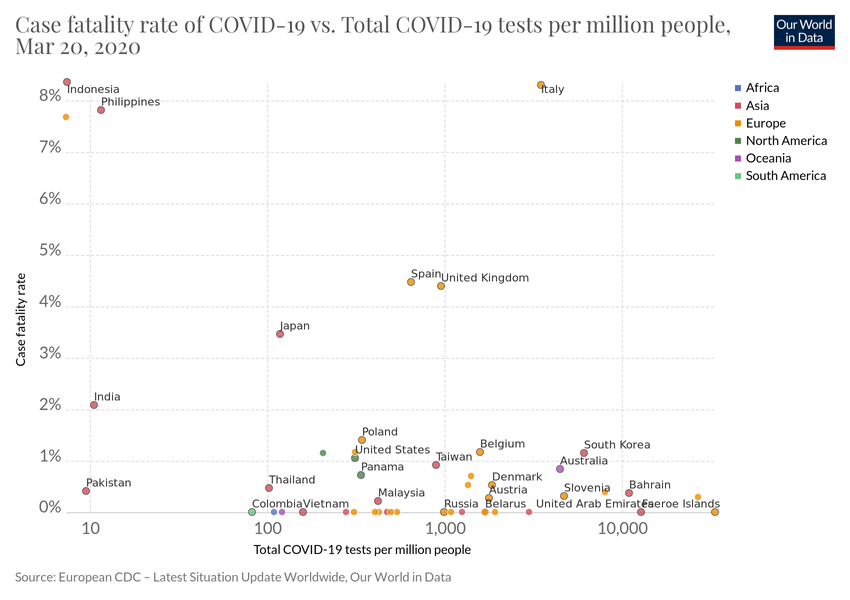 Case fatality rate of COVID-19 vs. Total COVID-19 tests per million people,
Mar 20, 2020
Our World
in Data
Africa
Asia
Europe
North America
Oceania
South America
Case fatality rate
8%
7%
6%
5%
4%
3%
2%
1%
0%
Indonesia
Philippines
Italy
Spain
United Kingdom
Japan
India
Poland
United States
Belgium
South Korea
Panama
Taiwan
Australia
Pakistan
Thailand
Malaysia
Denmark
Austria
Slovenia
Bahrain
Colombia
Vietnam
Russia
Belarus
United Arab Emirates
Faeroe Islands
10
100
1,000
10,000
Total COVID-19 tests per million people
Source: European CDC – Latest Situation Update Worldwide, Our World in Data